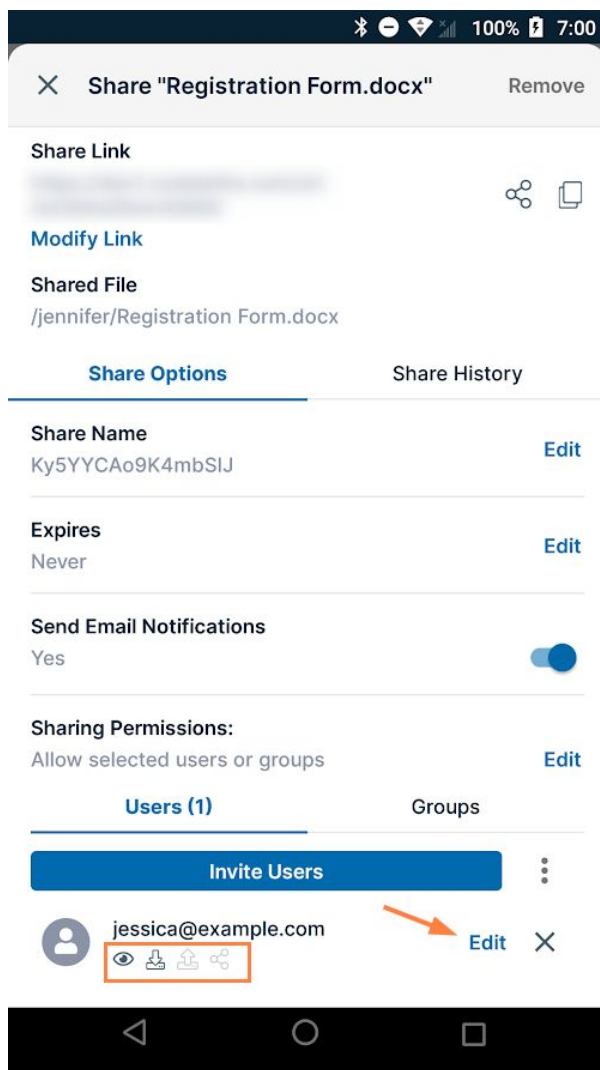 100% 7:00
Share "Registration Form.docx" Remove
Share Link
Modify Link
Shared File
/jennifer/Registration Form.docx
Share Options Share History
Share Name
Ky5YYCAo9K4mbSIJ Edit
Expires
Never Edit
Send Email Notifications
Yes
Sharing Permissions:
Allow selected users or groups Edit
Users (1) Groups
Invite Users
jessica@example.com
Edit